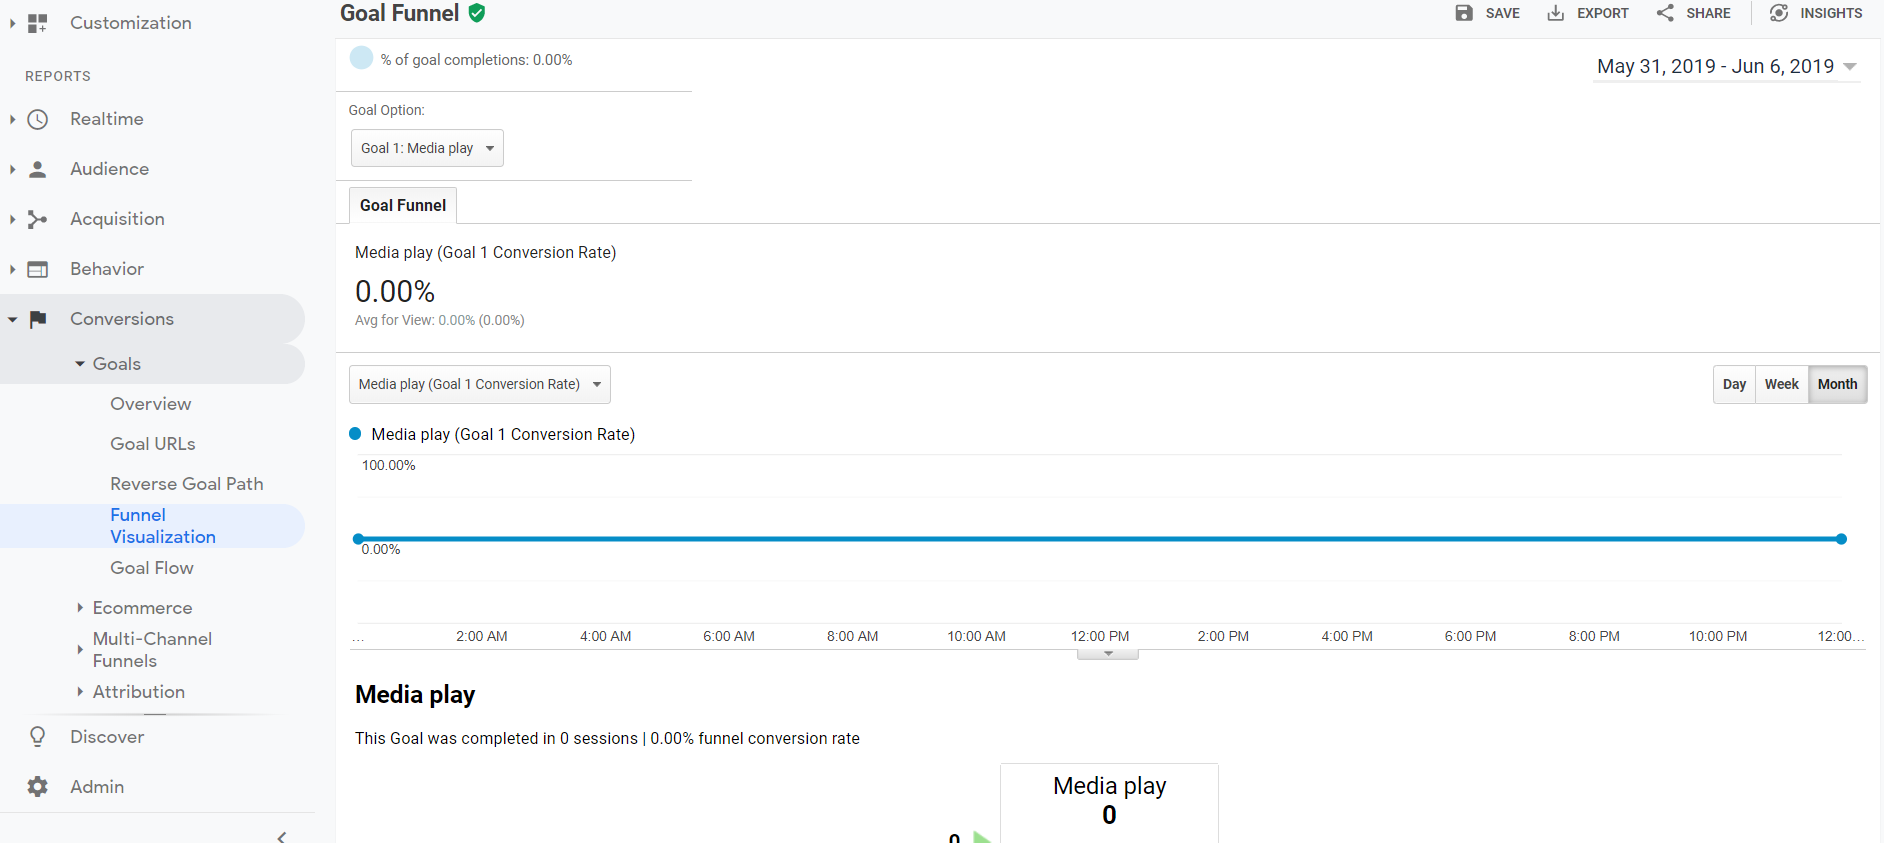 Customization
REPORTS
Realtime
Audience
Acquisition
Behavior
Conversions
Goals
Overview
Goal URLs
Reverse Goal Path
Funnel
Visualization
Goal Flow
Ecommerce
Multi-Channel
Funnels
Attribution
Discover
Admin
Goal Funnel
SAVE
EXPORT
SHARE
INSIGHTS
% of goal completions: 0.00%
May 31, 2019 - Jun 6, 2019
Goal Option:
Goal 1: Media play
Goal Funnel
Media play (Goal 1 Conversion Rate)
0.00%
Avg for View: 0.00% (0.00%)
Media play (Goal 1 Conversion Rate)
Day
Week
Month
Media play (Goal 1 Conversion Rate)
100.00%
0.00%
... 2:00 AM 4:00 AM 6:00 AM 8:00 AM 10:00 AM 12:00 PM 2:00 PM 4:00 PM 6:00 PM 8:00 PM 10:00 PM 12:00...
Media play
This Goal was completed in 0 sessions | 0.00% funnel conversion rate
Media play
0
0